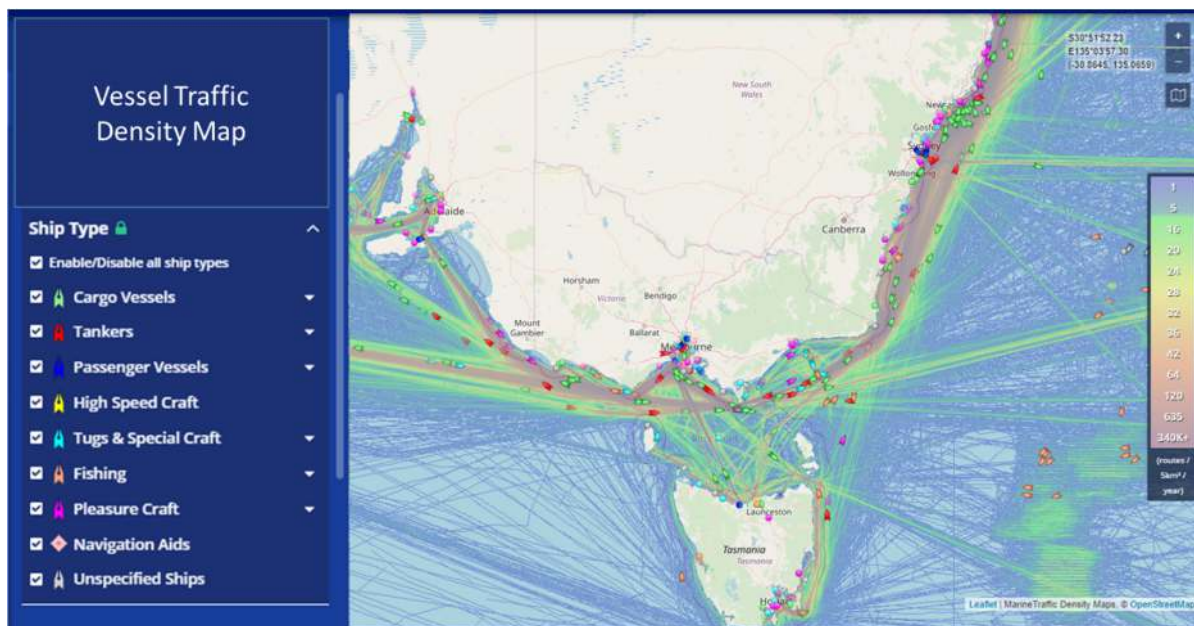 Vessel Traffic
Density Map
Ship Type
Enable/Disable all ship types
Cargo Vessels
Tankers
Passenger Vessels
High Speed Craft
Tugs & Special Craft
Fishing
Pleasure Craft
Navigation Aids
Unspecified Ships
S30°51'52.23
E135°03'57.30
(-30.8645, 135.0659)
+
−
New South
Wales
Sydney
Wollongong
Canberra
Adelaide
Horsham
Victoria
Bendigo
Mount
Gambier
Ballarat
Melbourne
Launceston
Tasmania
Tasmania
1
5
16
20
24
28
32
36
42
64
120
635
340K+
(routes /
5km² /
year)
Leaflet | MarineTraffic Density Maps, © OpenStreetMap